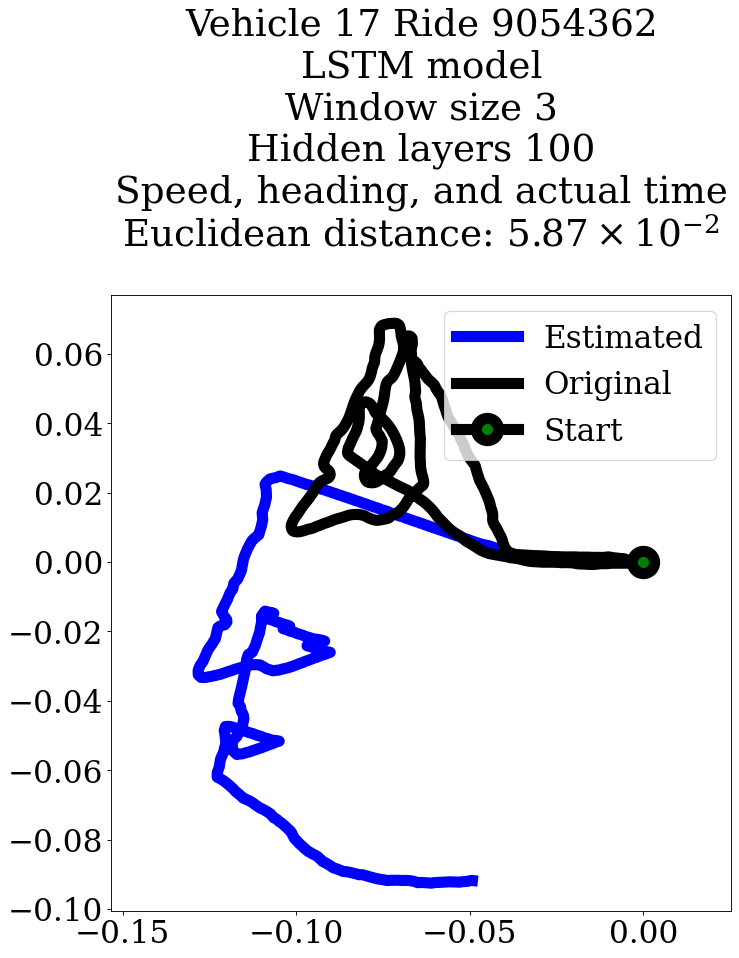 Vehicle 17 Ride 9054362
LSTM model
Window size 3
Hidden layers 100
Speed, heading, and actual time
Euclidean distance: 5.87 × 10⁻²
Estimated
Original
Start
0.06
0.04
0.02
0.00
−0.02
−0.04
−0.06
−0.08
−0.10
−0.15 −0.10 −0.05 0.00